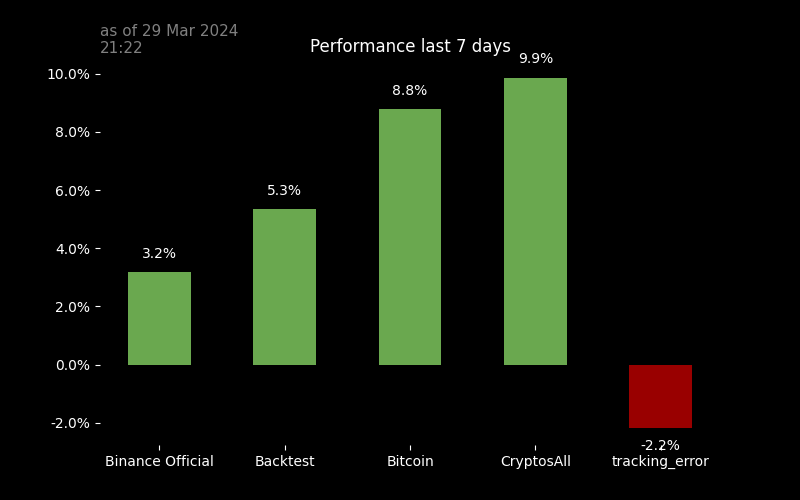 as of 29 Mar 2024
21:22
Performance last 7 days
10.0%
8.0%
6.0%
4.0%
2.0%
0.0%
-2.0%
3.2%
5.3%
8.8%
9.9%
-2.2%
Binance Official
Backtest
Bitcoin
CryptosAll
tracking_error